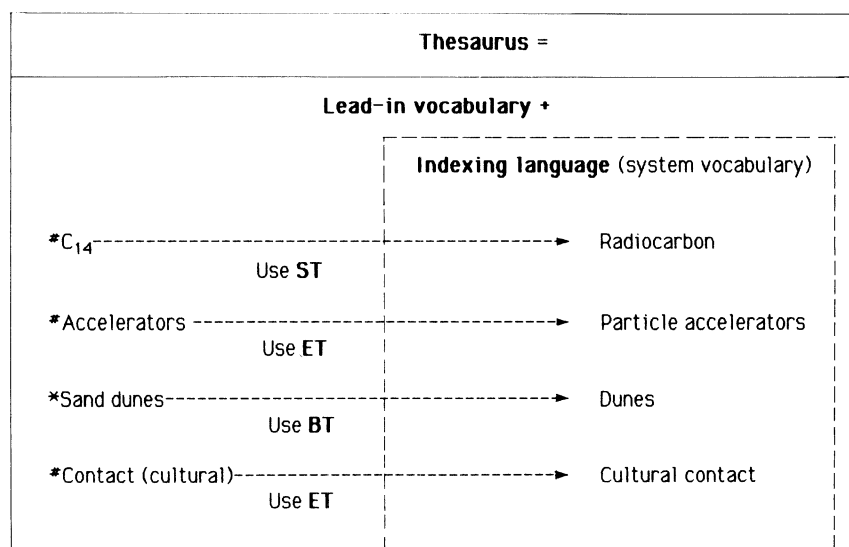 Thesaurus =
Lead-in vocabulary +
Indexing language (system vocabulary)
#C₁₄ Radiocarbon
Use ST
#Accelerators Particle accelerators
Use ET
*Sand dunes Dunes
Use BT
#Contact (cultural) Cultural contact
Use ET